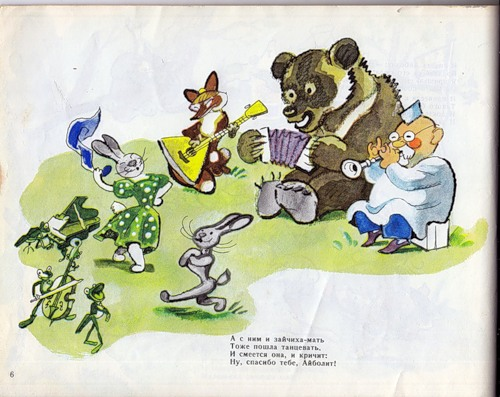 А с ним и зайчиха-мать
Тоже пошла танцевать.
И смеется она, и кричит:
Ну, спасибо тебе, Айболит!
6